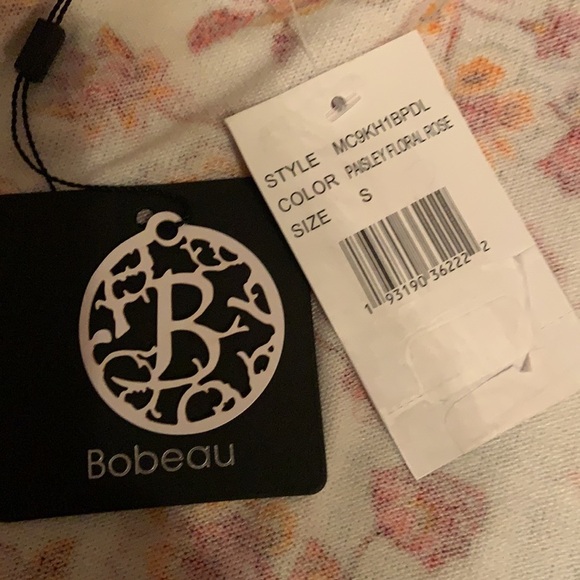 B
Bobeau
STYLE MC9KH1BPDL
COLOR PAISLEY FLORAL ROSE
SIZE S
1 93190 36222 2